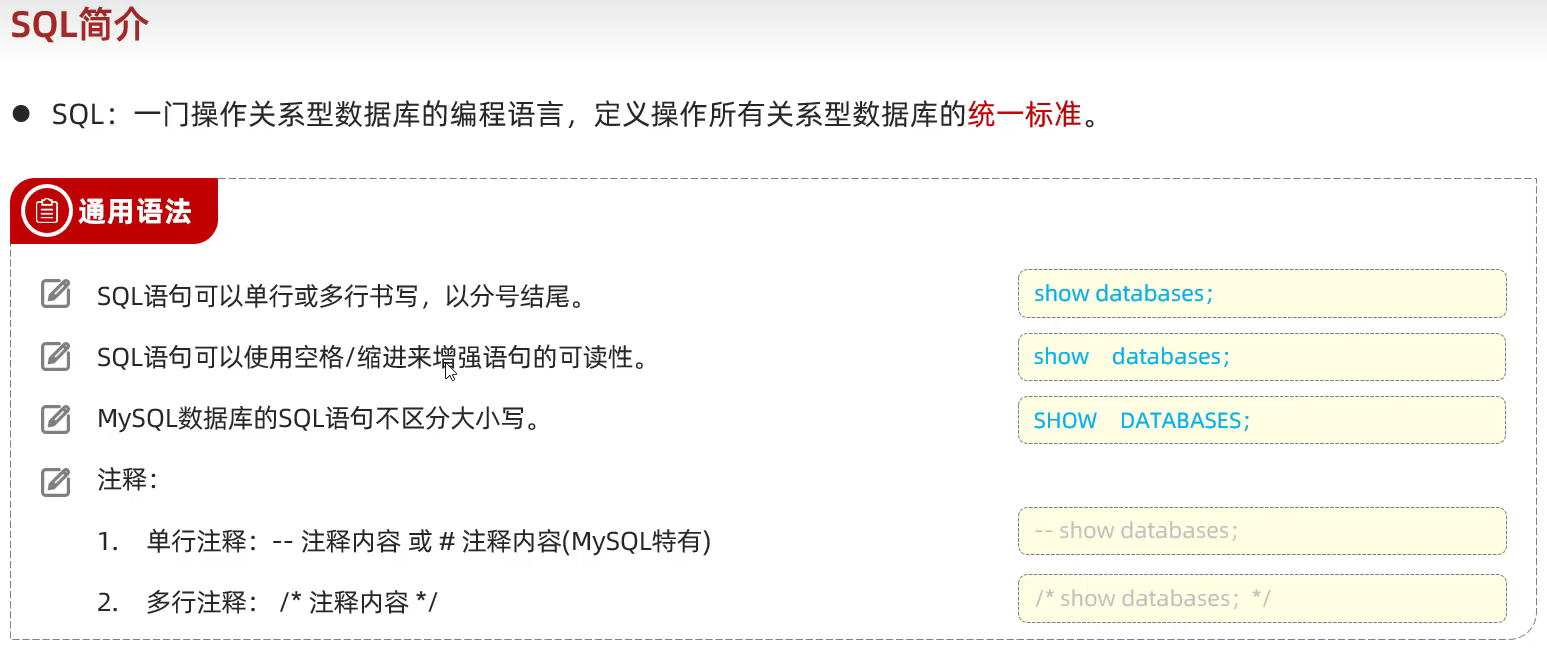 SQL简介
● SQL：一门操作关系型数据库的编程语言，定义操作所有关系型数据库的统一标准。
通用语法
SQL语句可以单行或多行书写，以分号结尾。
show databases；
SQL语句可以使用空格/缩进来增强语句的可读性。
show databases；
MySQL数据库的SQL语句不区分大小写。
SHOW DATABASES；
注释：
1. 单行注释：-- 注释内容 或 # 注释内容(MySQL特有)
-- show databases；
2. 多行注释： /* 注释内容 */
/* show databases；*/